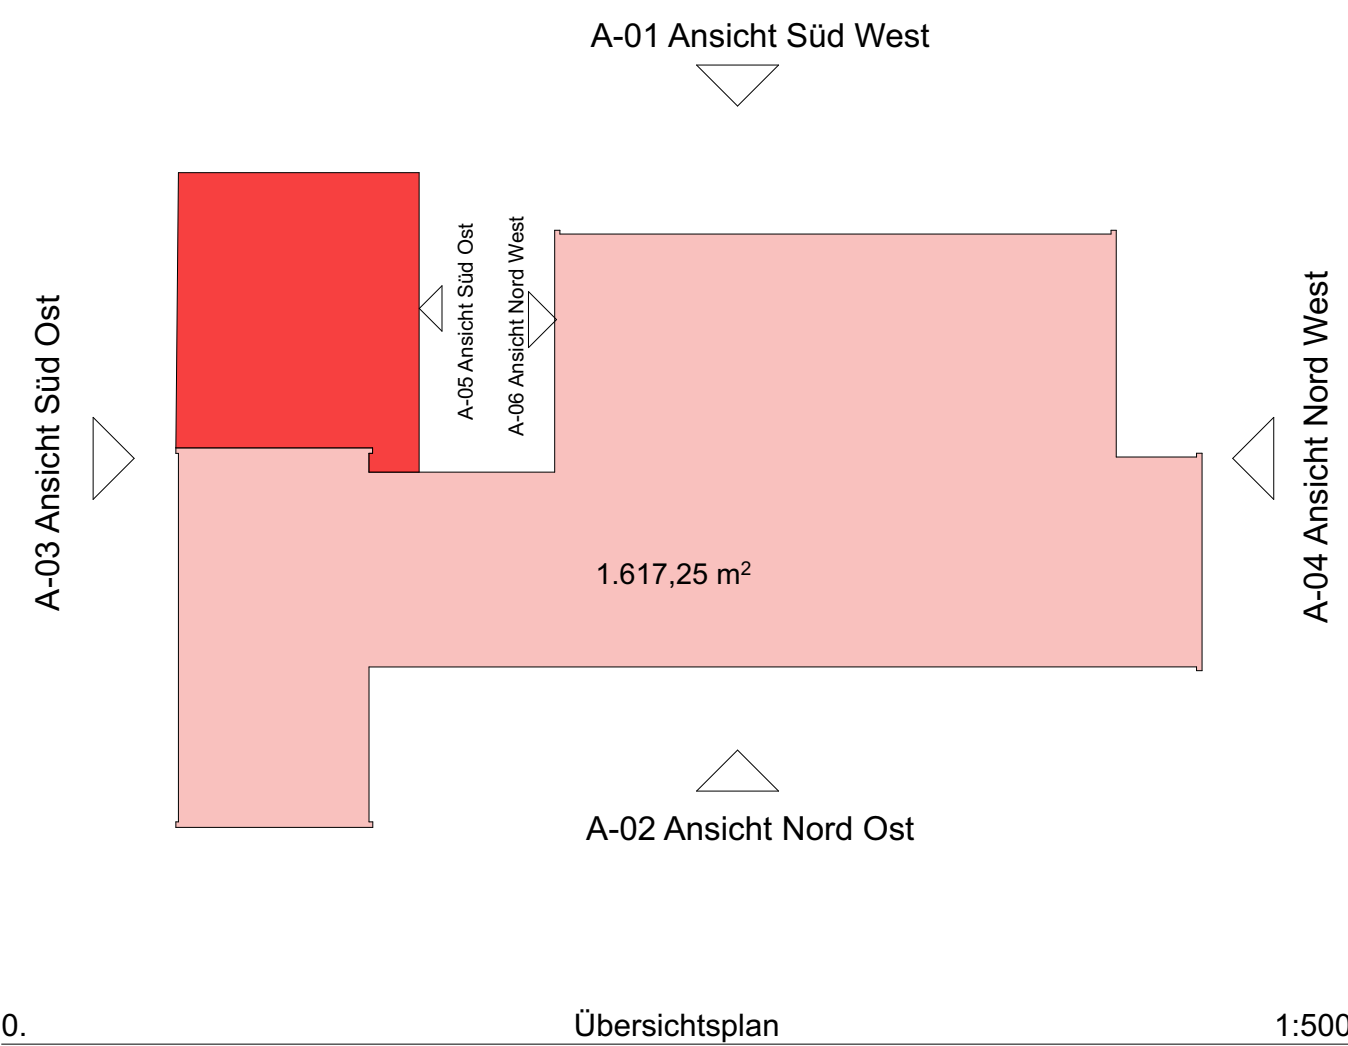 A-01 Ansicht Süd West
A-03 Ansicht Süd Ost
A-05 Ansicht Süd Ost
A-06 Ansicht Nord West
A-04 Ansicht Nord West
1.617,25 m²
A-02 Ansicht Nord Ost
0. Übersichtsplan 1:500